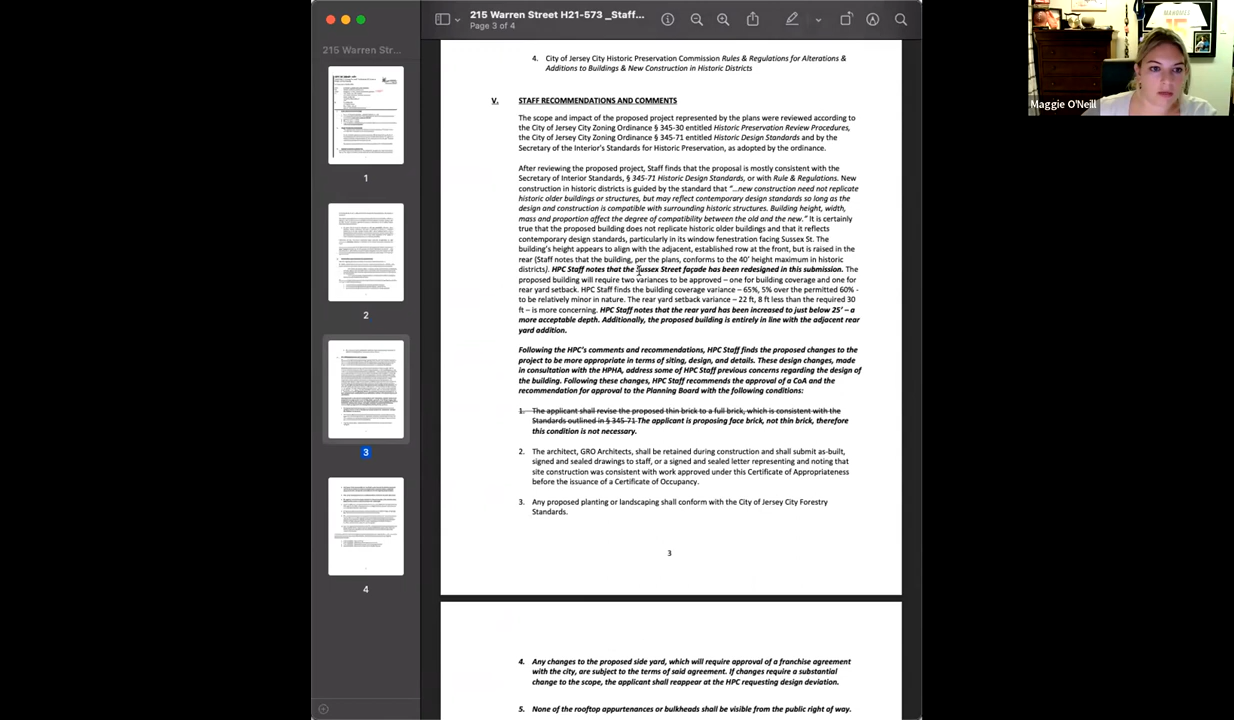 215 Warren Street H21-573 _Staff...
Page 3 of 4
215 Warren Str...
1
2
3
4
4. City of Jersey City Historic Preservation Commission Rules & Regulations for Alterations &
Additions to Buildings & New Construction in Historic Districts
V. STAFF RECOMMENDATIONS AND COMMENTS
The scope and impact of the proposed project represented by the plans were reviewed according to
the City of Jersey City Zoning Ordinance § 345-30 entitled Historic Preservation Review Procedures,
the City of Jersey City Zoning Ordinance § 345-71 entitled Historic Design Standards and by the
Secretary of the Interior's Standards for Historic Preservation, as adopted by the ordinance.
After reviewing the proposed project, Staff finds that the proposal is mostly consistent with the
Secretary of Interior Standards, § 345-71 Historic Design Standards, or with Rule & Regulations. New
construction in historic districts is guided by the standard that "...new construction need not replicate
historic older buildings or structures, but may reflect contemporary design standards so long as the
design and construction is compatible with surrounding historic structures. Building height, width,
mass and proportion affect the degree of compatibility between the old and the new." It is certainly
true that the proposed building does not replicate historic older buildings and that it reflects
contemporary design standards, particularly in its window fenestration facing Sussex St. The
building's height appears to align with the adjacent, established row at the front, but is raised in the
rear (Staff notes that the building, per the plans, conforms to the 40' height maximum in historic
districts). HPC Staff notes that the Sussex Street façade has been redesigned in this submission. The
proposed building will require two variances to be approved – one for building coverage and one for
rear yard setback. HPC Staff finds the building coverage variance – 65%, 5% over the permitted 60% -
to be relatively minor in nature. The rear yard setback variance – 22 ft, 8 ft less than the required 30
ft – is more concerning. HPC Staff notes that the rear yard has been increased to just below 25' – a
more acceptable depth. Additionally, the proposed building is entirely in line with the adjacent rear
yard addition.
Following the HPC's comments and recommendations, HPC Staff finds the proposed changes to the
project to be more appropriate in terms of siting, design, and details. These design changes, made
in consultation with the HPHA, address some of HPC Staff previous concerns regarding the design of
the building. Following these changes, HPC Staff recommends the approval of a CoA and the
recommendation for approval to the Planning Board with the following conditions:
1. The applicant shall revise the proposed thin brick to a full brick, which is consistent with the
Standards outlined in § 345-71 The applicant is proposing face brick, not thin brick, therefore
this condition is not necessary.
2. The architect, GRO Architects, shall be retained during construction and shall submit as-built,
signed and sealed drawings to staff, or a signed and sealed letter representing and noting that
site construction was consistent with work approved under this Certificate of Appropriateness
before the issuance of a Certificate of Occupancy.
3. Any proposed planting or landscaping shall conform with the City of Jersey City Forestry
Standards.
3
4. Any changes to the proposed side yard, which will require approval of a franchise agreement
with the city, are subject to the terms of said agreement. If changes require a substantial
change to the scope, the applicant shall reappear at the HPC requesting design deviation.
5. None of the rooftop appurtenances or bulkheads shall be visible from the public right of way.
Maggie O'Neill